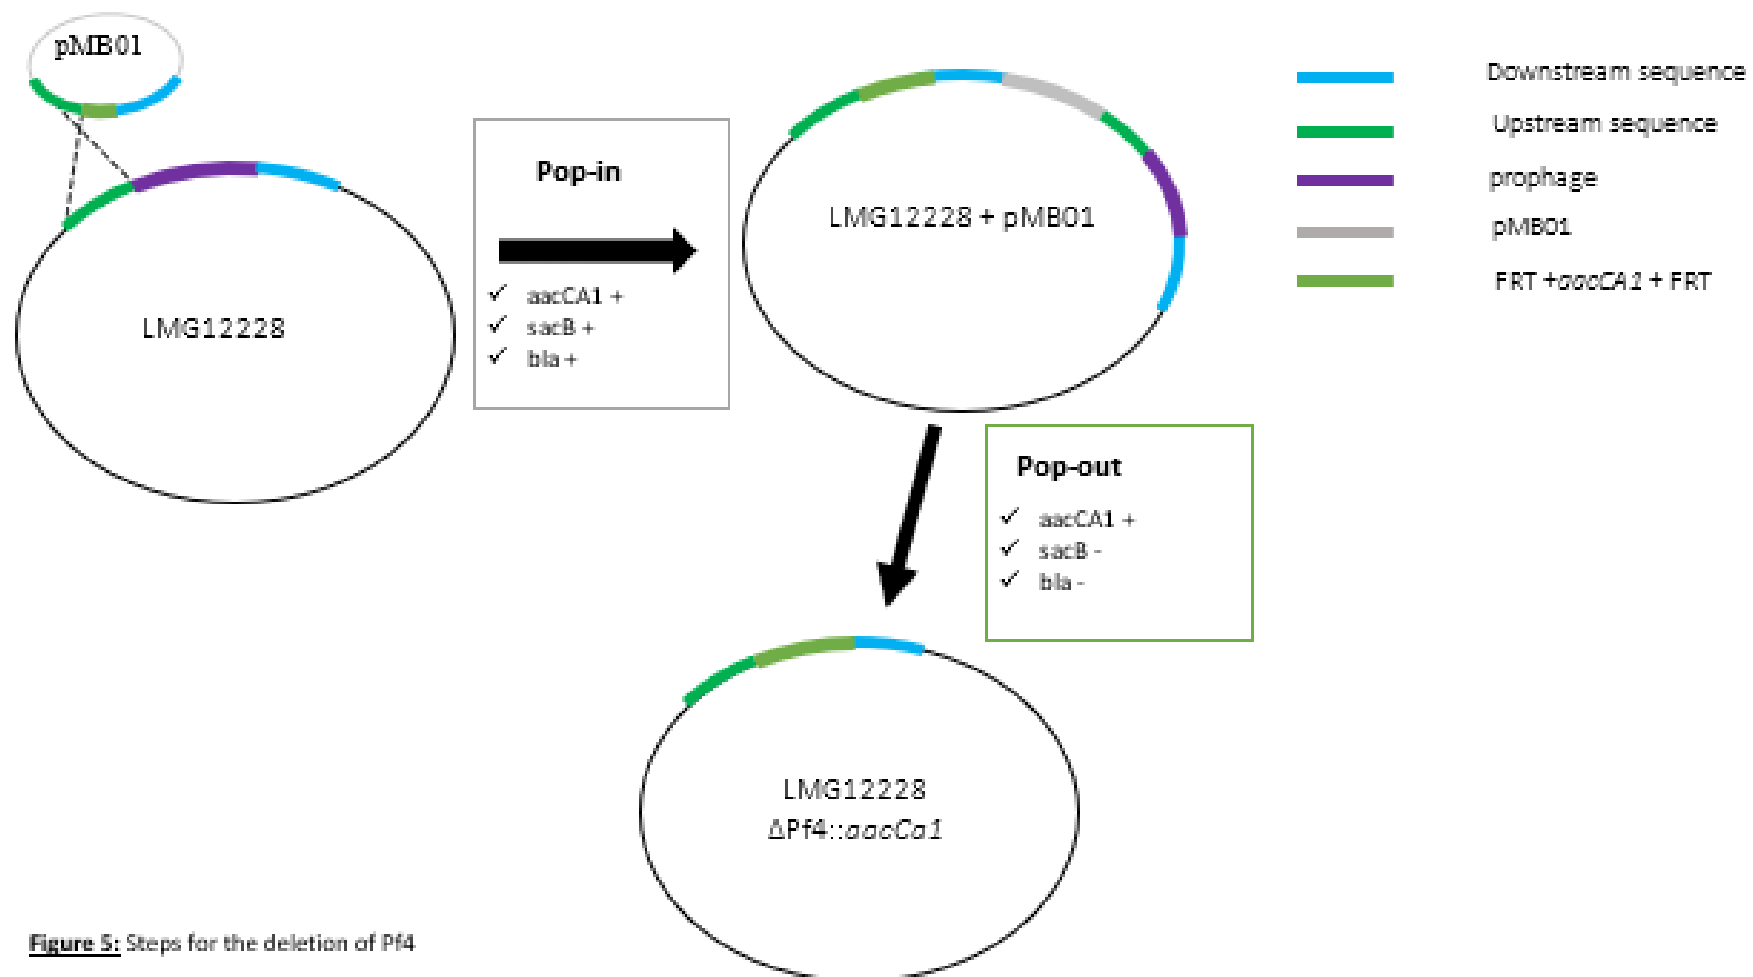 pMB01
LMG12228
Pop-in
✓ aacCA1 +
✓ sacB +
✓ bla +
LMG12228 + pMB01
Downstream sequence
Upstream sequence
prophage
pMB01
FRT +aacCA1 + FRT
Pop-out
✓ aacCA1 +
✓ sacB -
✓ bla -
LMG12228
ΔPf4::aacCa1
Figure 5: Steps for the deletion of Pf4